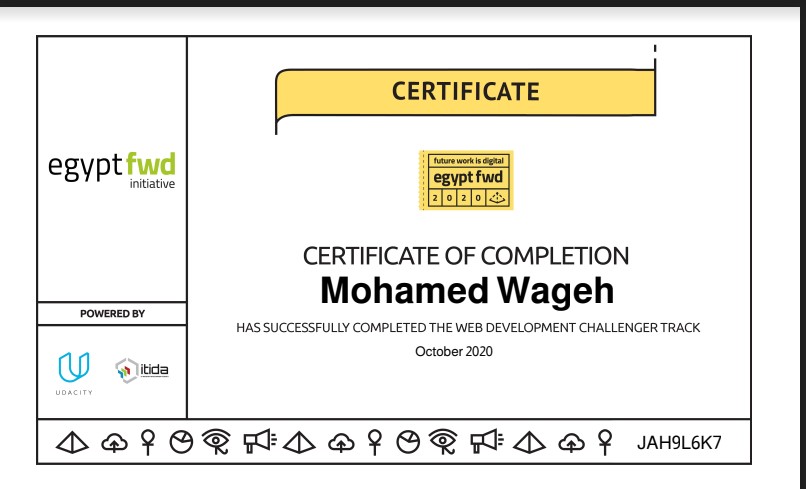 CERTIFICATE
future work is digital
egypt fwd
2 0 2 0
egypt fwd
initiative
CERTIFICATE OF COMPLETION
Mohamed Wageh
HAS SUCCESSFULLY COMPLETED THE WEB DEVELOPMENT CHALLENGER TRACK
October 2020
POWERED BY
UDACITY
itida
JAH9L6K7